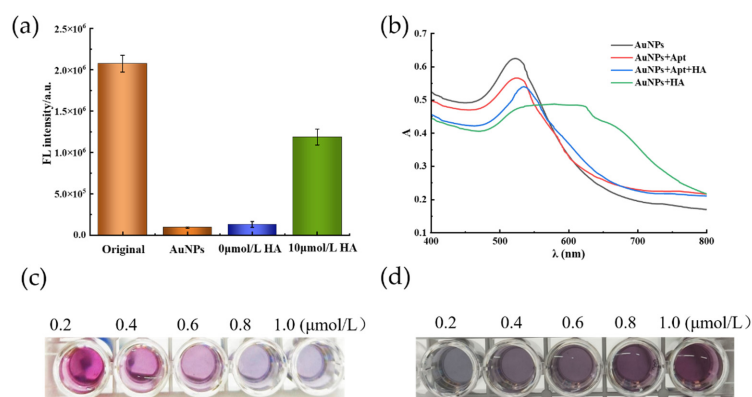 (a)
FL intensity/a.u.
2.5×10⁶
2.0×10⁶
1.5×10⁶
1.0×10⁶
5.0×10⁵
0.0
Original AuNPs 0μmol/L HA 10μmol/L HA
(b)
A
0.7
0.6
0.5
0.4
0.3
0.2
0.1
400 500 600 700 800
λ (nm)
AuNPs
AuNPs+Apt
AuNPs+Apt+HA
AuNPs+HA
(c)
0.2 0.4 0.6 0.8 1.0 (μmol/L)
(d)
0.2 0.4 0.6 0.8 1.0 (μmol/L)